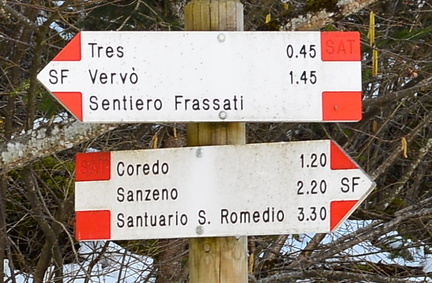 Tres 0.45 SAT
SF Vervò 1.45
Sentiero Frassati
SAT Coredo 1.20
Sanzeno 2.20 SF
Santuario S. Romedio 3.30